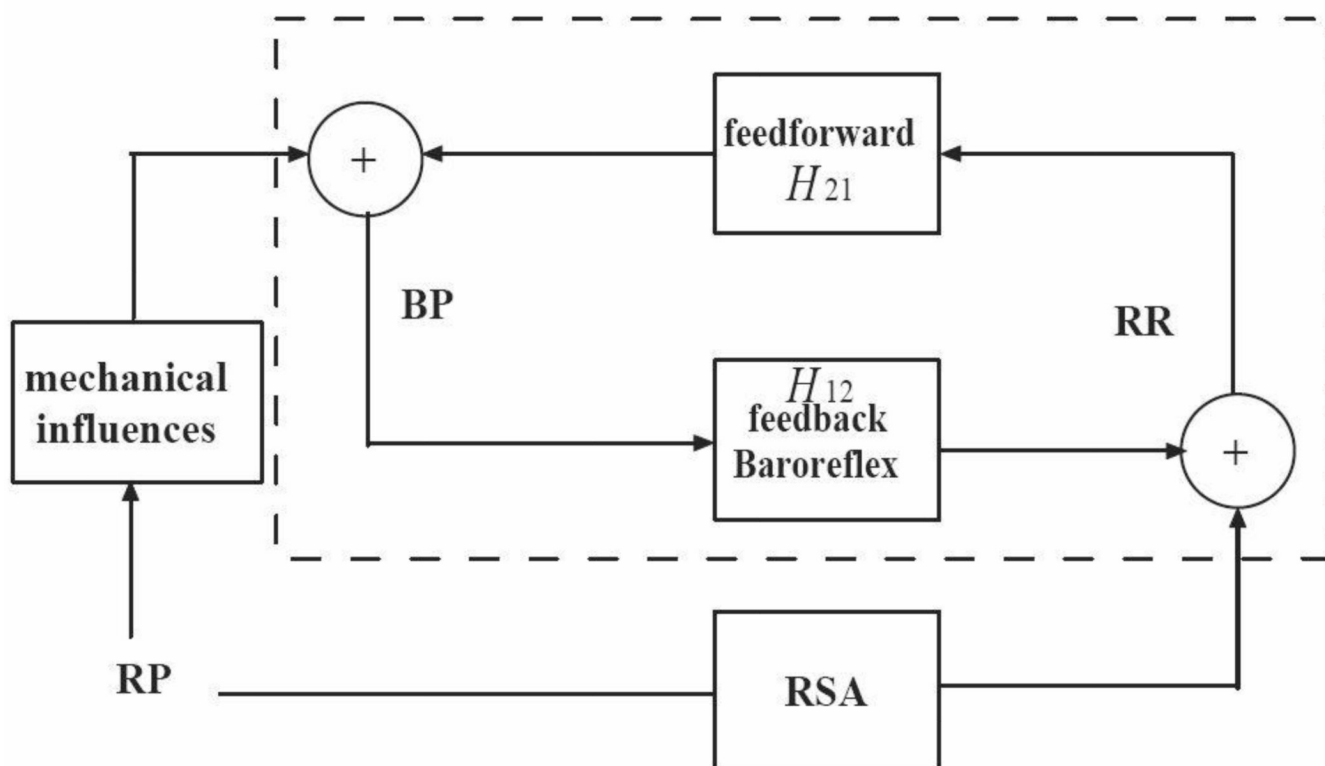 feedforward
H21
+
BP
RR
mechanical
influences
H12
feedback
Baroreflex
+
RP
RSA